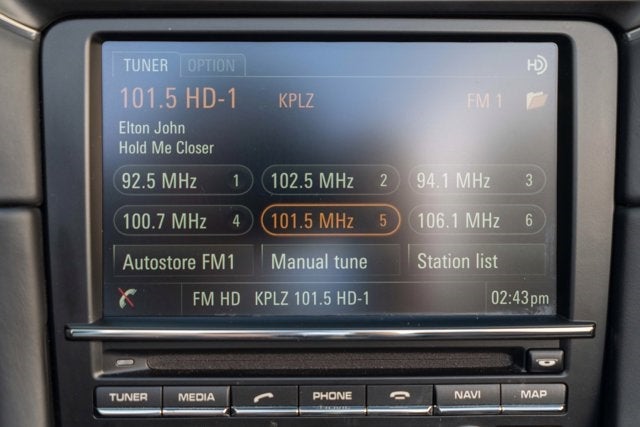 TUNER OPTION HD
101.5 HD-1 KPLZ FM 1
Elton John
Hold Me Closer
92.5 MHz 1 102.5 MHz 2 94.1 MHz 3
100.7 MHz 4 101.5 MHz 5 106.1 MHz 6
Autostore FM1 Manual tune Station list
FM HD KPLZ 101.5 HD-1 02:43pm
TUNER MEDIA PHONE NAVI MAP